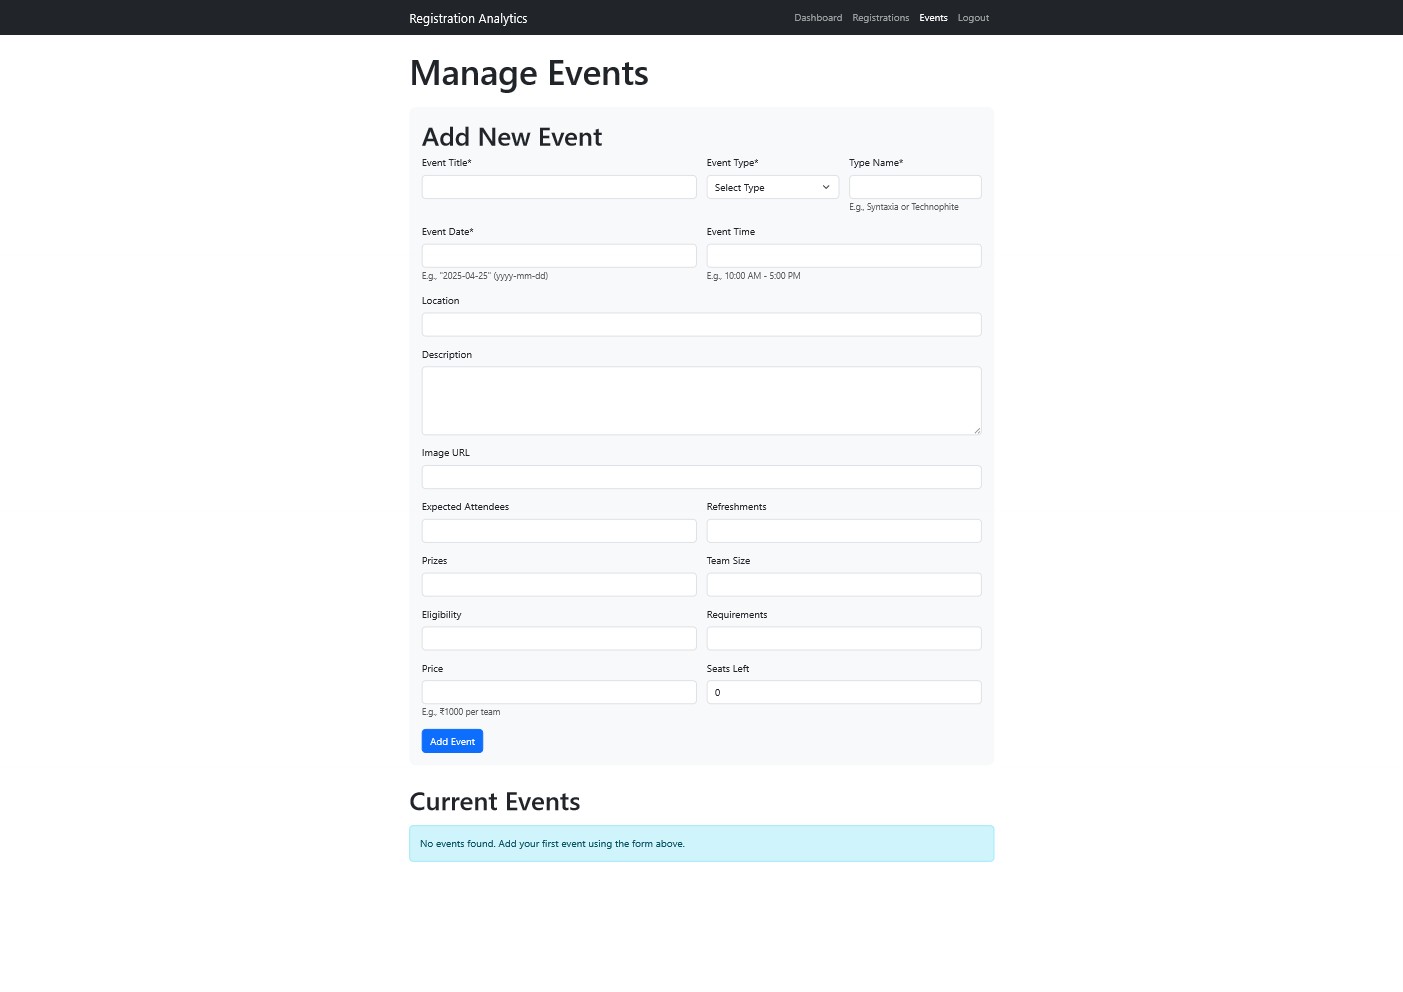 Registration Analytics
Dashboard Registrations Events Logout
Manage Events
Add New Event
Event Title* Event Type* Type Name*
Select Type
E.g., Syntaxia or Technophite
Event Date* Event Time
E.g., "2025-04-25" (yyyy-mm-dd) E.g., 10:00 AM - 5:00 PM
Location
Description
Image URL
Expected Attendees Refreshments
Prizes Team Size
Eligibility Requirements
Price Seats Left
0
E.g., ₹1000 per team
Add Event
Current Events
No events found. Add your first event using the form above.